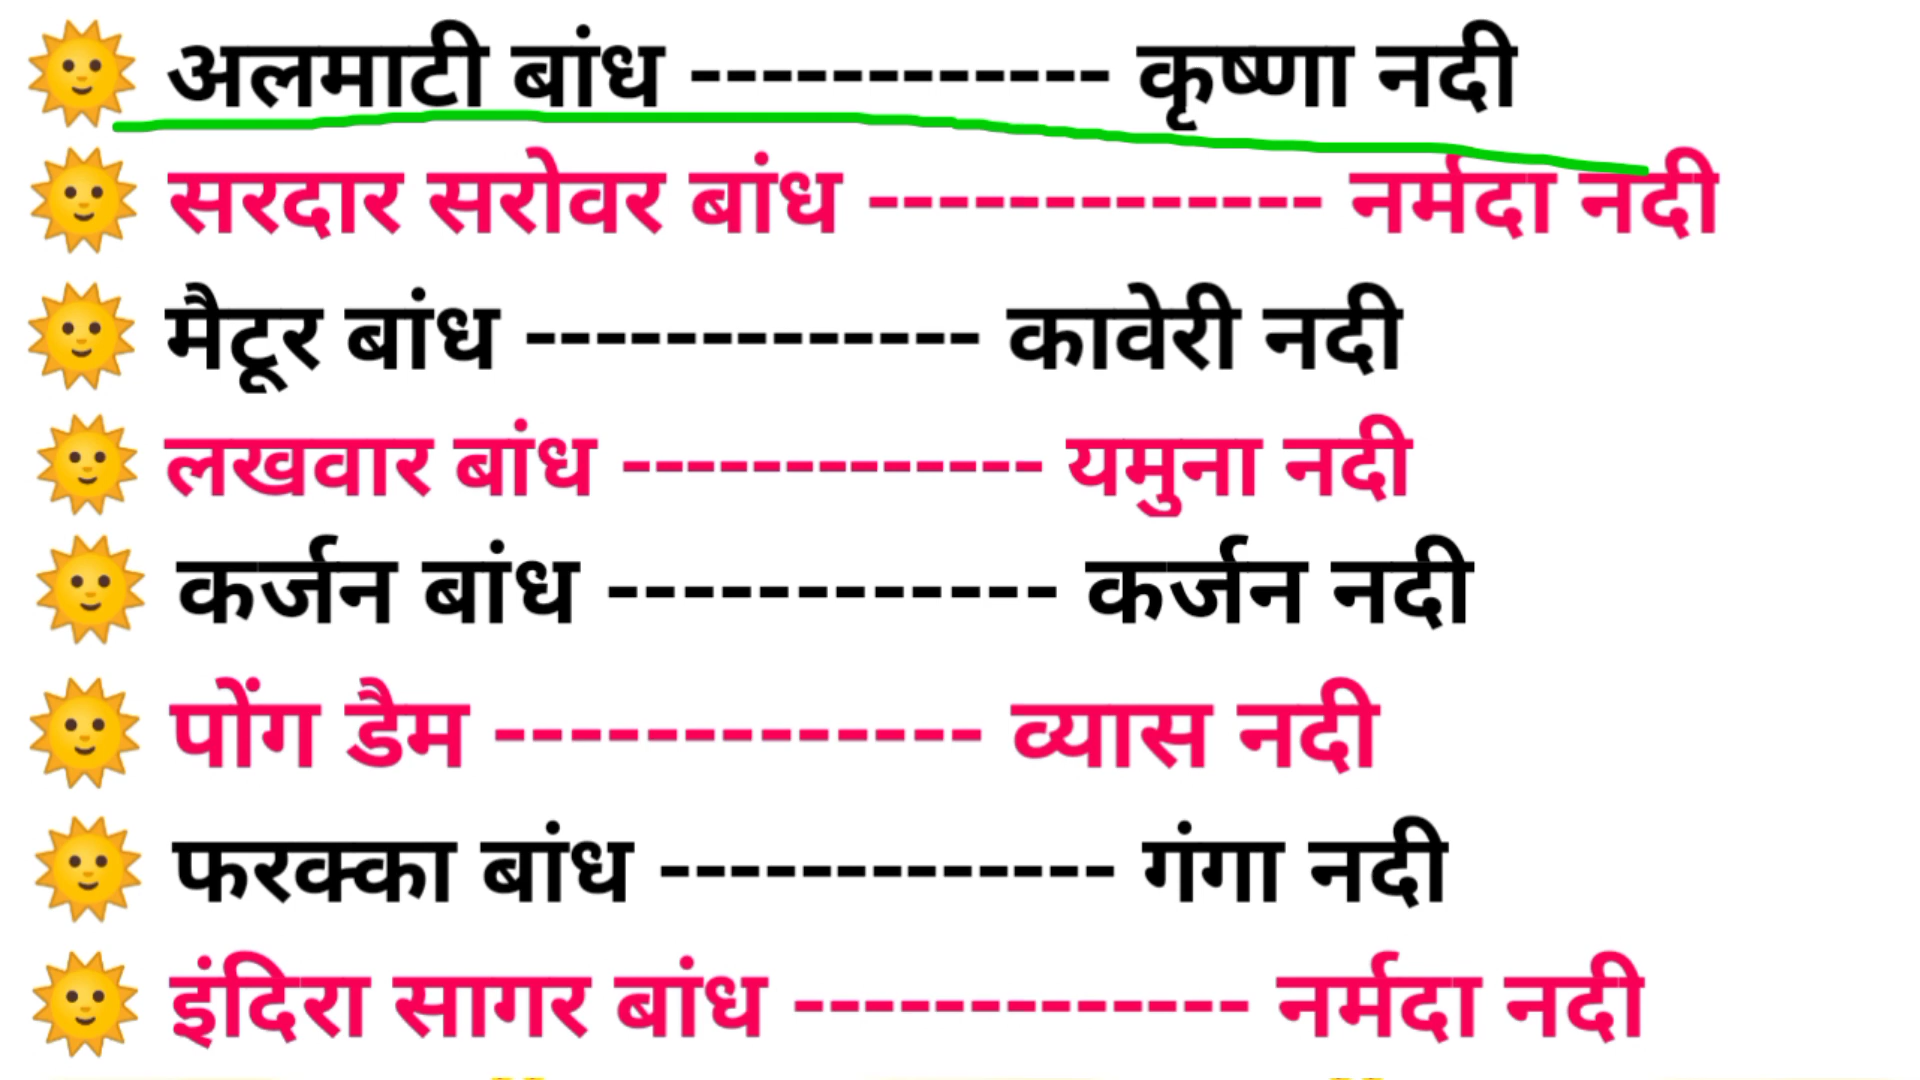 🌞 अलमाटी बांध ------------ कृष्णा नदी
🌞 सरदार सरोवर बांध ------------- नर्मदा नदी
🌞 मैटूर बांध ------------- कावेरी नदी
🌞 लखवार बांध ------------- यमुना नदी
🌞 कर्जन बांध ------------- कर्जन नदी
🌞 पोंग डैम ------------- व्यास नदी
🌞 फरक्का बांध ------------- गंगा नदी
🌞 इंदिरा सागर बांध ------------- नर्मदा नदी